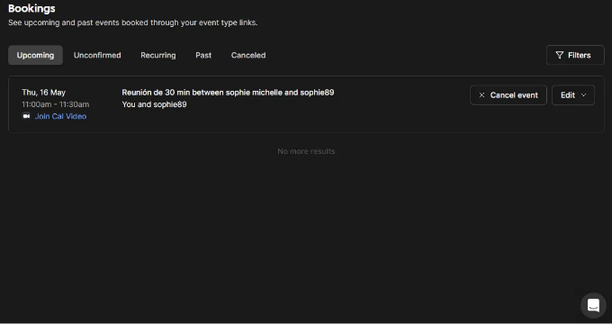 Bookings
See upcoming and past events booked through your event type links.
Upcoming Unconfirmed Recurring Past Canceled Filters
Thu, 16 May
11:00am - 11:30am
Join Cal Video
Reunión de 30 min between sophie michelle and sophie89
You and sophie89
Cancel event Edit
No more results